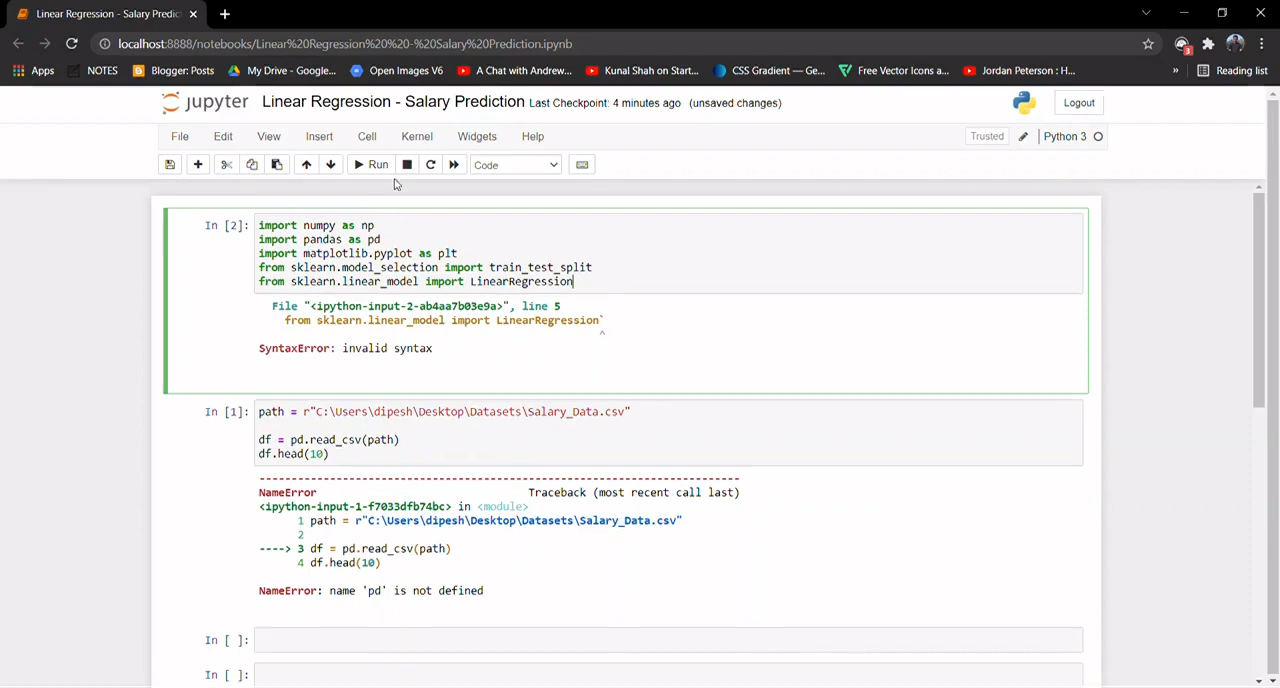 Linear Regression - Salary Predic
localhost:8888/notebooks/Linear%20Regression%20%20-%20Salary%20Prediction.ipynb
3
Apps NOTES Blogger: Posts My Drive - Google... Open Images V6 A Chat with Andrew... Kunal Shah on Start... CSS Gradient — Ge... Free Vector Icons a... Jordan Peterson : H... » Reading list
jupyter Linear Regression - Salary Prediction Last Checkpoint: 4 minutes ago (unsaved changes) Logout
File Edit View Insert Cell Kernel Widgets Help Trusted Python 3
Run Code
In [2]: import numpy as np
import pandas as pd
import matplotlib.pyplot as plt
from sklearn.model_selection import train_test_split
from sklearn.linear_model import LinearRegression
File "<ipython-input-2-ab4aa7b03e9a>", line 5
from sklearn.linear_model import LinearRegression`
^
SyntaxError: invalid syntax
In [1]: path = r"C:\Users\dipesh\Desktop\Datasets\Salary_Data.csv"
df = pd.read_csv(path)
df.head(10)
---------------------------------------------------------------------------
NameError Traceback (most recent call last)
<ipython-input-1-f7033dfb74bc> in <module>
1 path = r"C:\Users\dipesh\Desktop\Datasets\Salary_Data.csv"
2
----> 3 df = pd.read_csv(path)
4 df.head(10)
NameError: name 'pd' is not defined
In [ ]:
In [ ]: